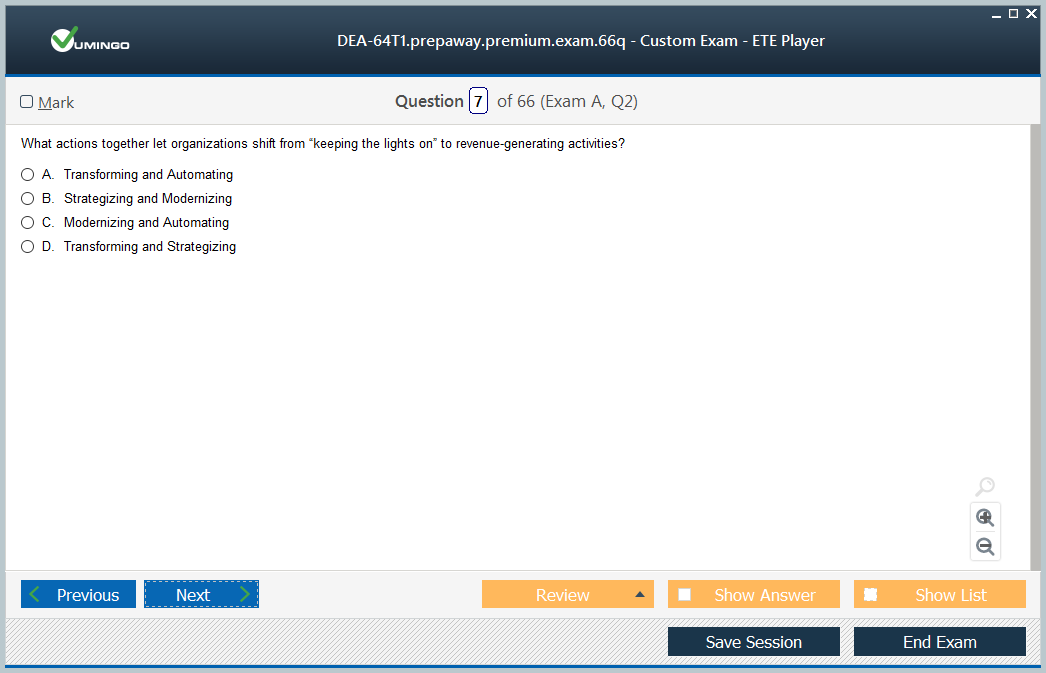 VUMINGO
DEA-64T1.prepaway.premium.exam.66q - Custom Exam - ETE Player
Mark
Question 7 of 66 (Exam A, Q2)
What actions together let organizations shift from “keeping the lights on” to revenue-generating activities?
A. Transforming and Automating
B. Strategizing and Modernizing
C. Modernizing and Automating
D. Transforming and Strategizing
Previous
Next
Review
Show Answer
Show List
Save Session
End Exam